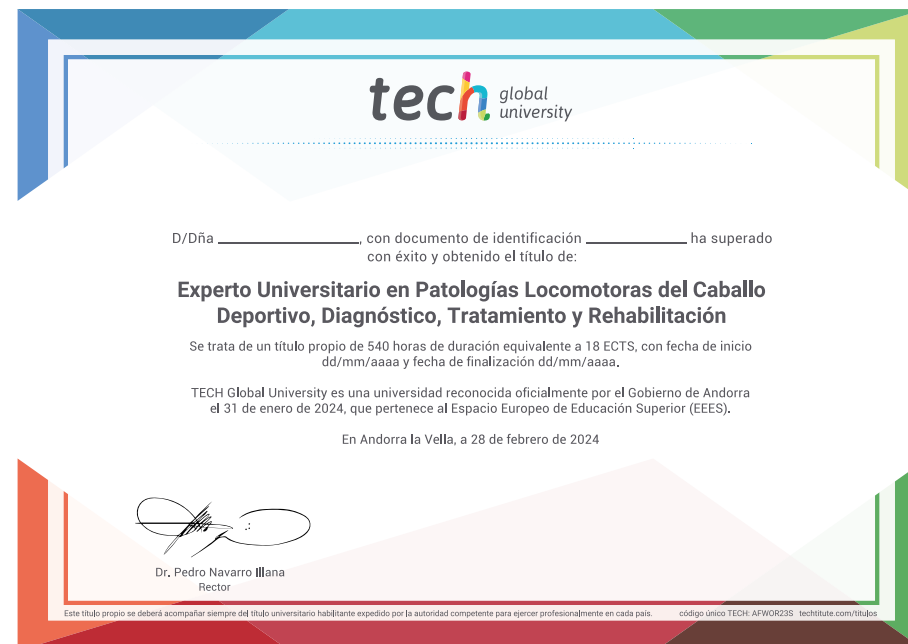 tech global university
D/Dña ____________________, con documento de identificación ______________ ha superado
con éxito y obtenido el título de:
Experto Universitario en Patologías Locomotoras del Caballo
Deportivo, Diagnóstico, Tratamiento y Rehabilitación
Se trata de un título propio de 540 horas de duración equivalente a 18 ECTS, con fecha de inicio
dd/mm/aaaa y fecha de finalización dd/mm/aaaa.
TECH Global University es una universidad reconocida oficialmente por el Gobierno de Andorra
el 31 de enero de 2024, que pertenece al Espacio Europeo de Educación Superior (EEES).
En Andorra la Vella, a 28 de febrero de 2024
Dr. Pedro Navarro Illana
Rector
Este título propio se deberá acompañar siempre del título universitario habilitante expedido por la autoridad competente para ejercer profesionalmente en cada país. código único TECH: AFWOR23S techtitute.com/titulos